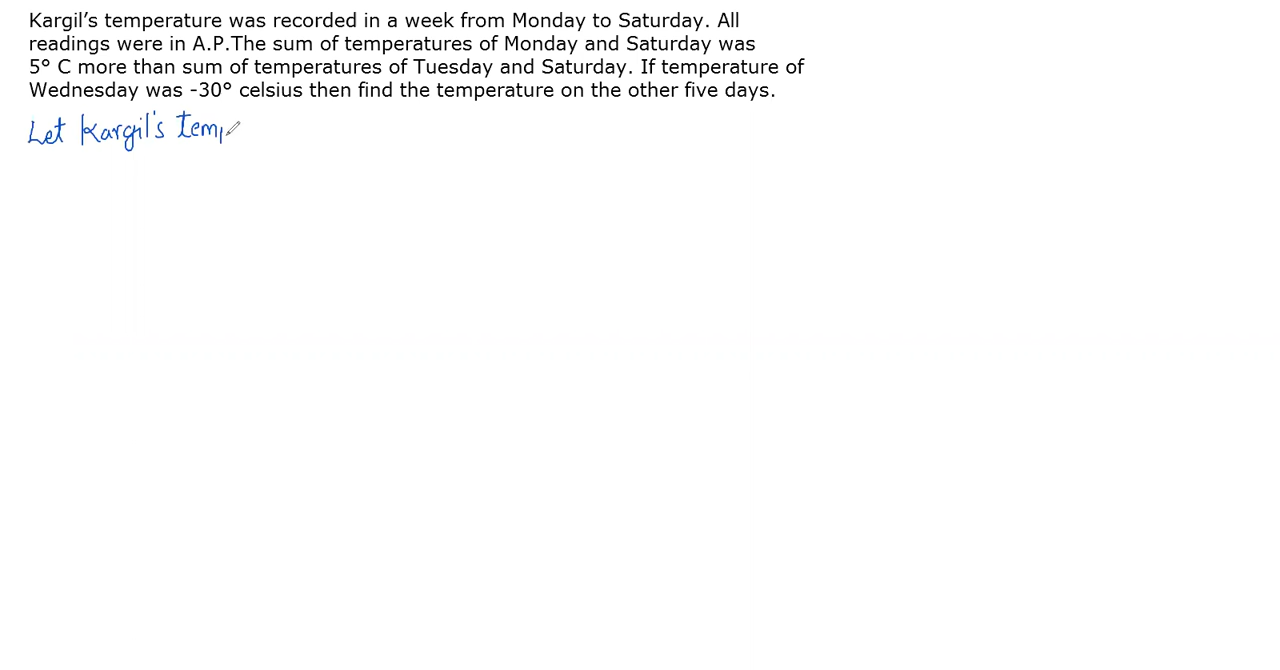 Kargil’s temperature was recorded in a week from Monday to Saturday. All
readings were in A.P.The sum of temperatures of Monday and Saturday was
5° C more than sum of temperatures of Tuesday and Saturday. If temperature of
Wednesday was -30° celsius then find the temperature on the other five days.
Let Kargil's